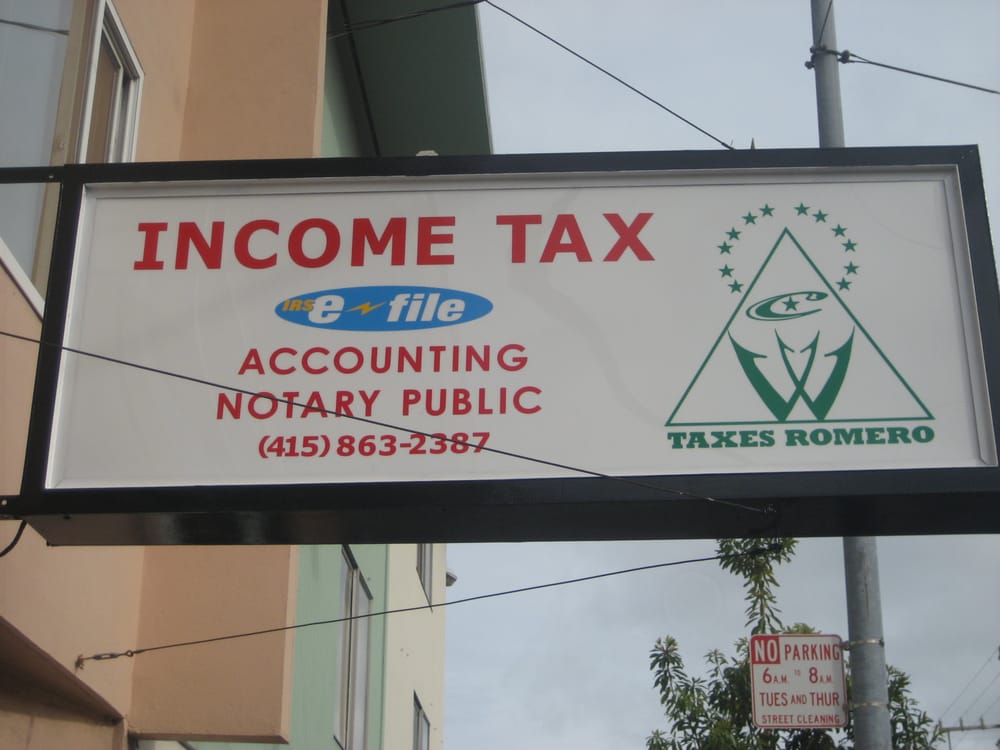 INCOME TAX
IRS e file
ACCOUNTING
NOTARY PUBLIC
(415) 863-2387
TAXES ROMERO
NO PARKING
6 A.M. TO 8 A.M.
TUES AND THUR
STREET CLEANING